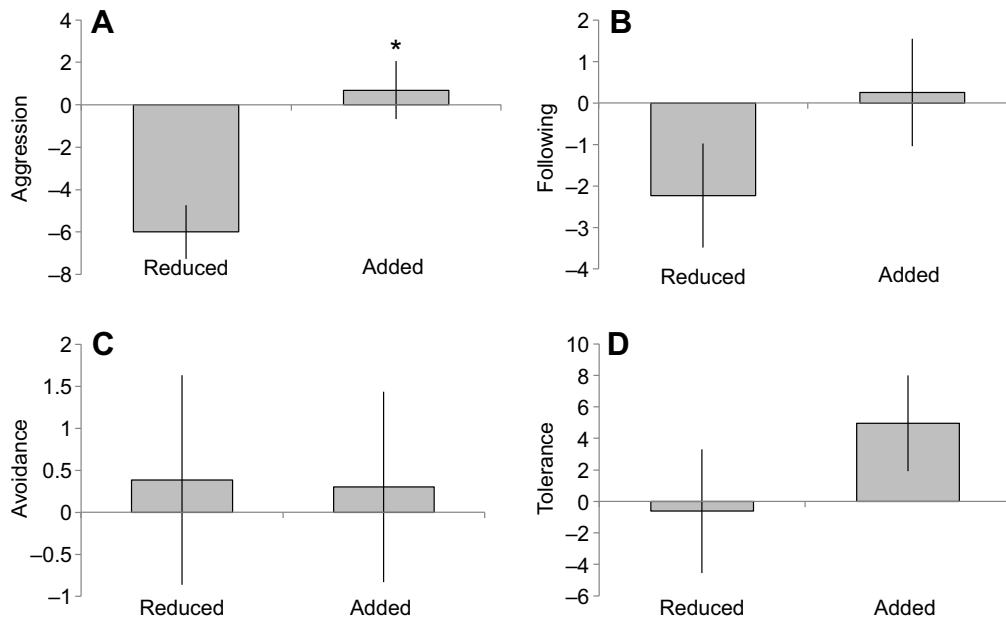 A
Aggression
4
2
0
–2
–4
–6
–8
*
Reduced
Added
B
Following
2
1
0
–1
–2
–3
–4
Reduced
Added
C
Avoidance
2
1.5
1
0.5
0
–0.5
–1
Reduced
Added
D
Tolerance
10
8
6
4
2
0
–2
–4
–6
Reduced
Added